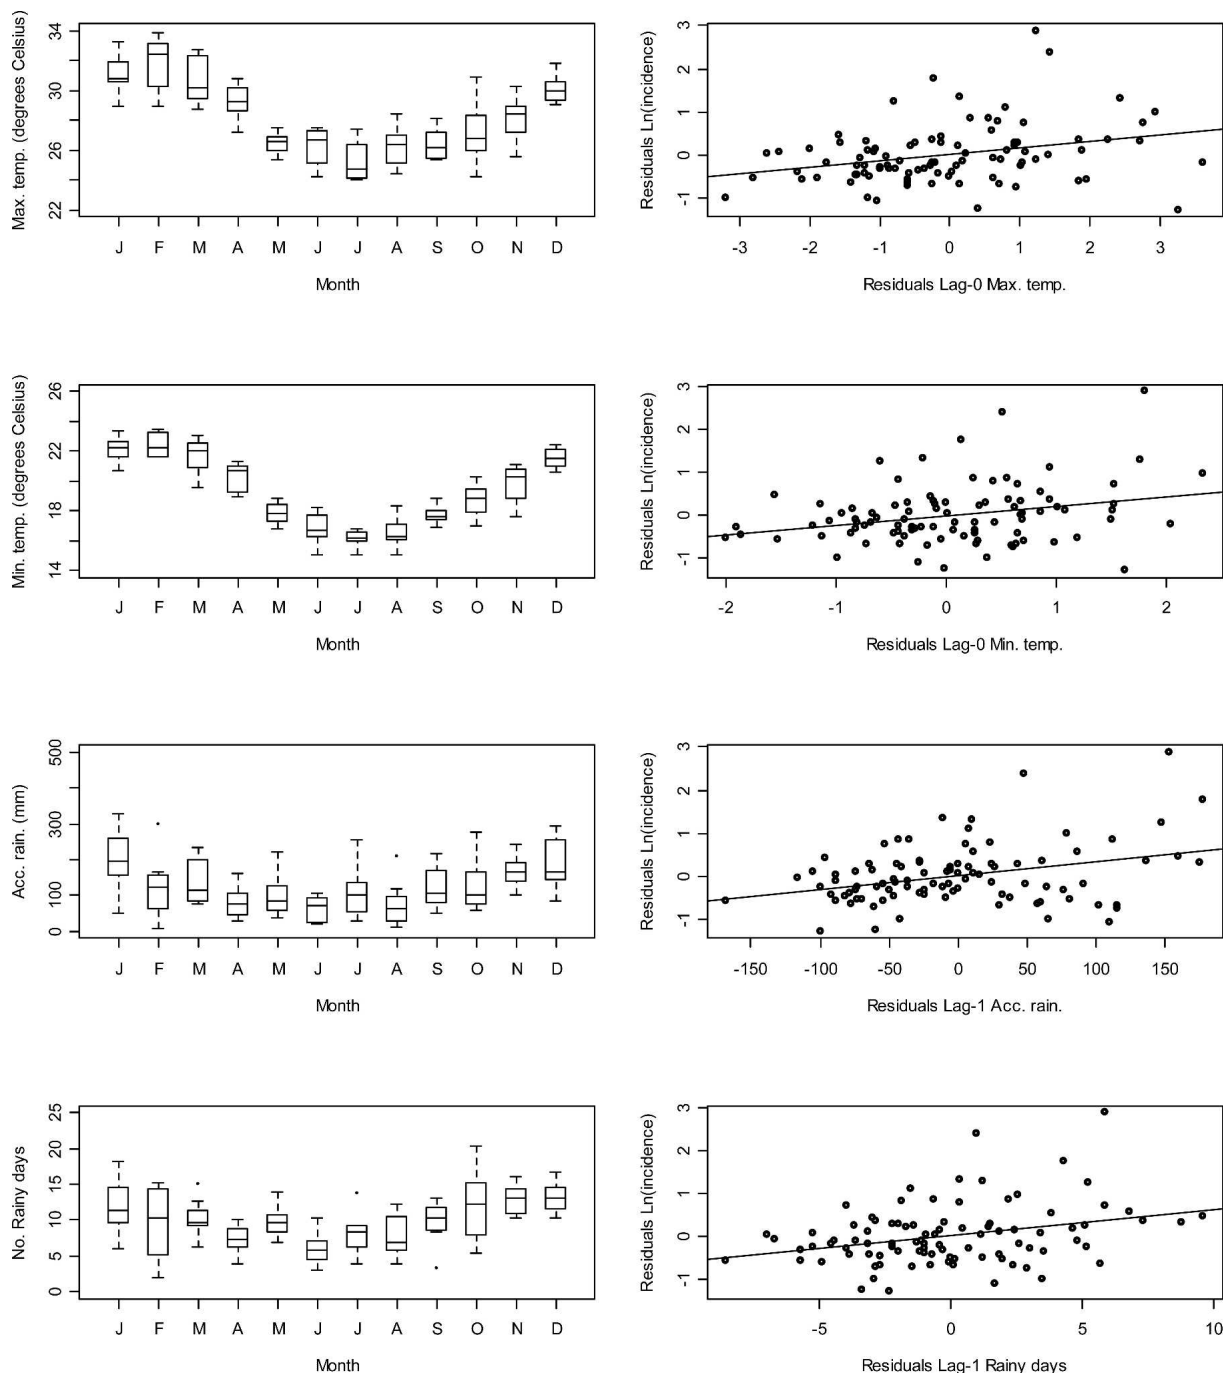 Max. temp. (degrees Celsius)
34
30
26
22
J F M A M J J A S O N D
Month
Residuals Ln(incidence)
3
2
1
0
-1
-3 -2 -1 0 1 2 3
Residuals Lag-0 Max. temp.
Min. temp. (degrees Celsius)
26
22
18
14
J F M A M J J A S O N D
Month
Residuals Ln(incidence)
3
2
1
0
-1
-2 -1 0 1 2
Residuals Lag-0 Min. temp.
Acc. rain. (mm)
500
300
100
0
J F M A M J J A S O N D
Month
Residuals Ln(incidence)
3
2
1
0
-1
-150 -100 -50 0 50 100 150
Residuals Lag-1 Acc. rain.
No. Rainy days
25
20
15
10
5
0
J F M A M J J A S O N D
Month
Residuals Ln(incidence)
3
2
1
0
-1
-5 0 5 10
Residuals Lag-1 Rainy days